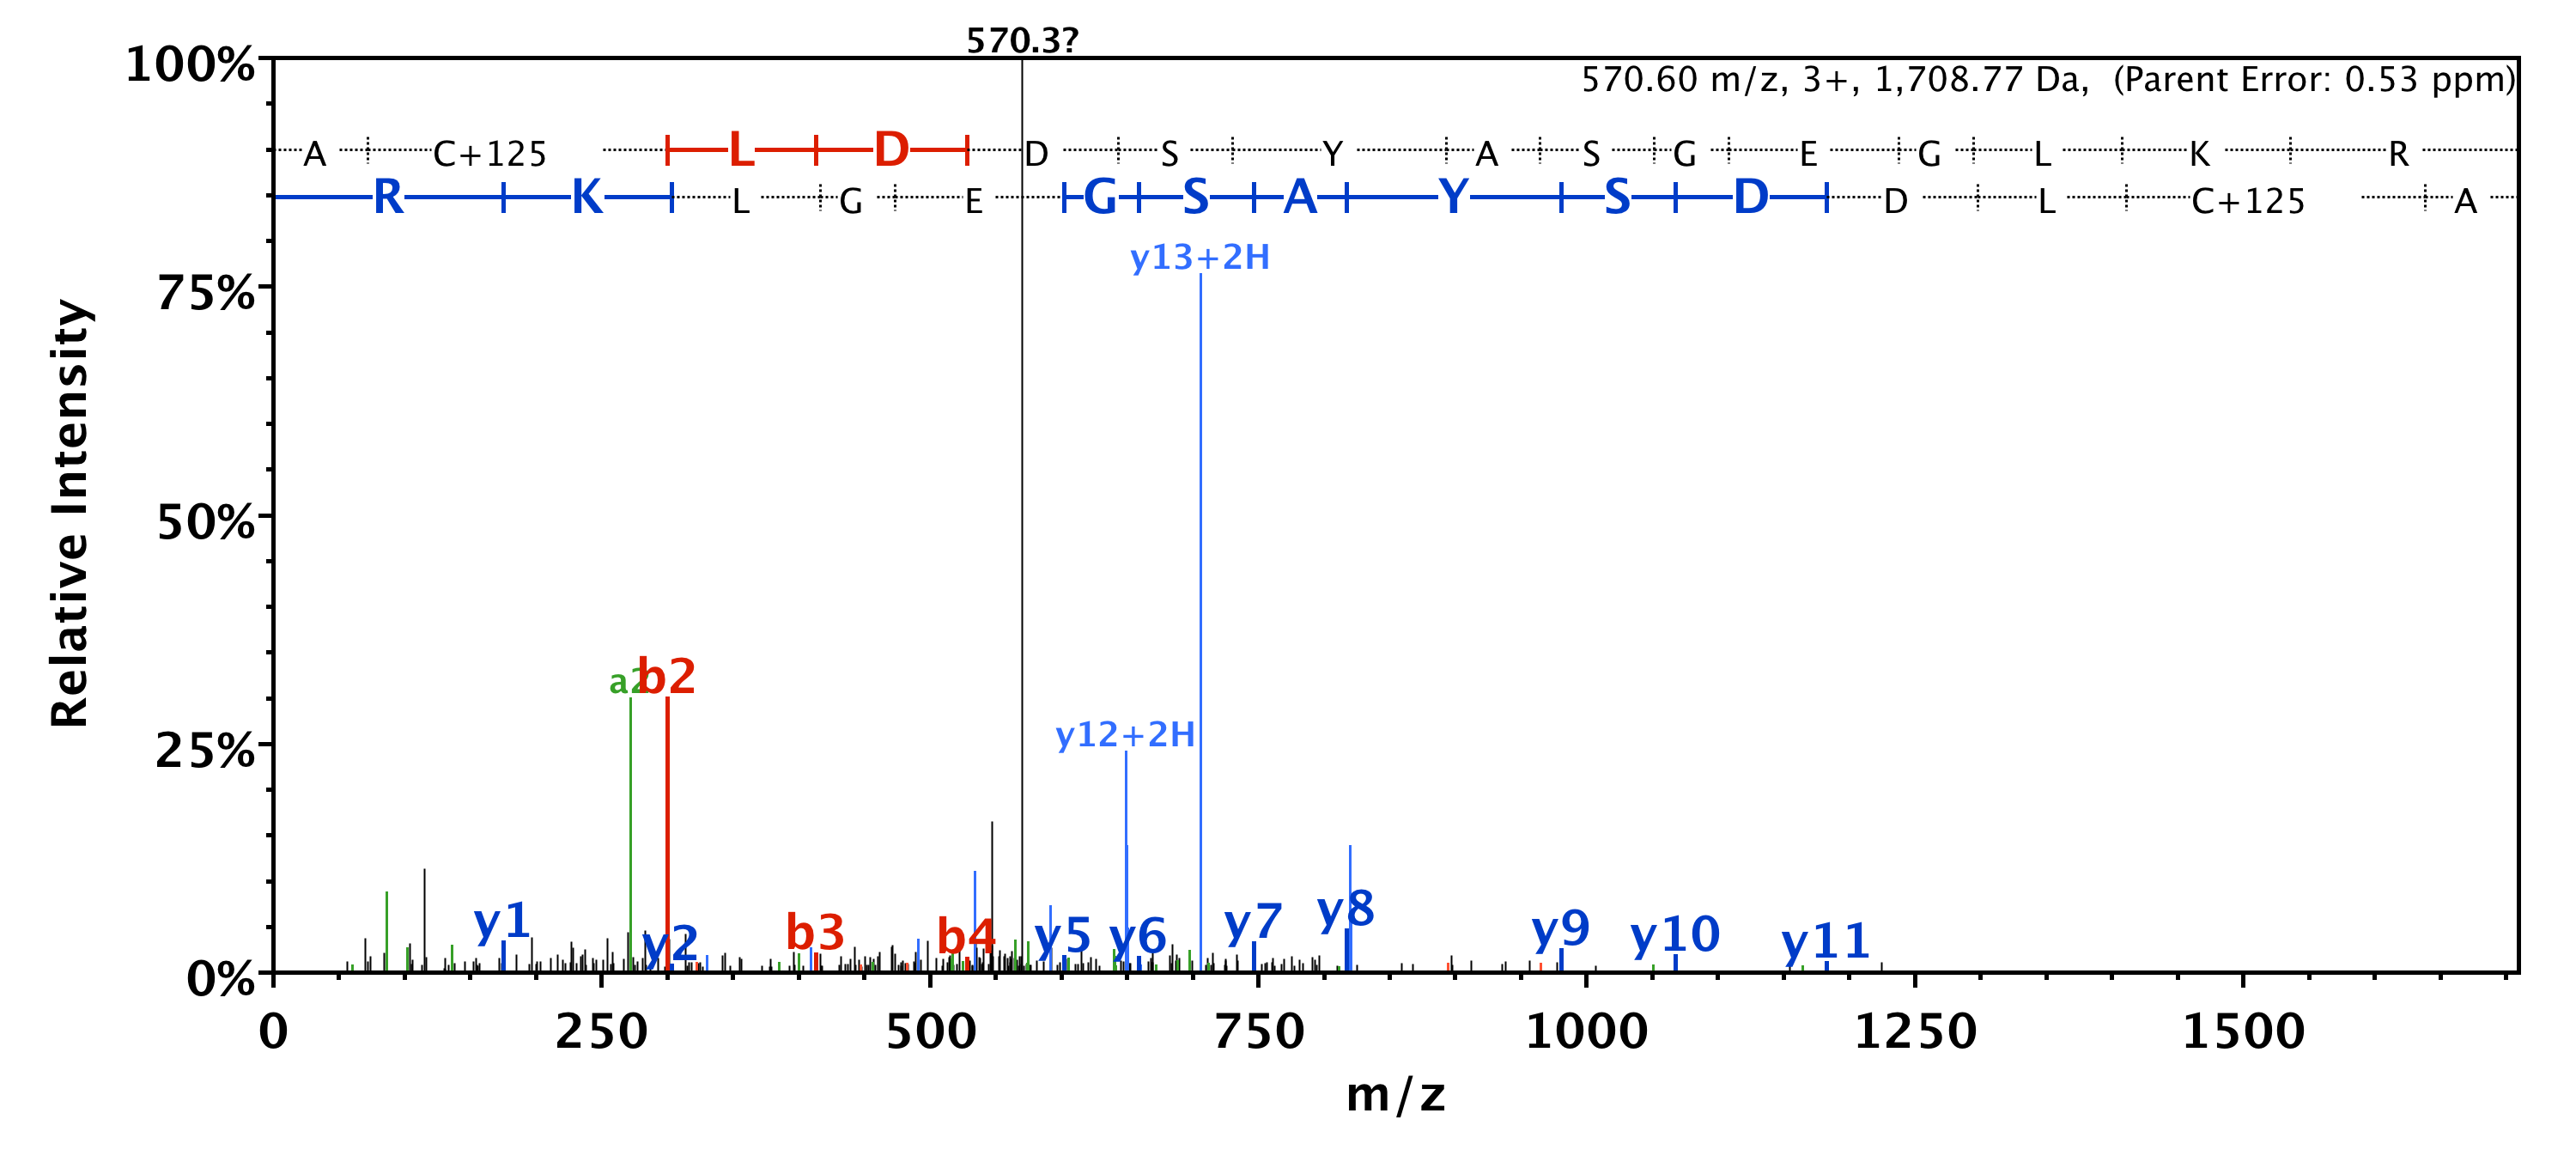 570.3?
100%
570.60 m/z, 3+, 1,708.77 Da, (Parent Error: 0.53 ppm)
A C+125 L D D S Y A S G E G L K R
R K L G E G S A Y S D D L C+125 A
y13+2H
75%
50%
a2 b2
y12+2H
25%
y1 y2 b3 b4 y5 y6 y7 y8 y9 y10 y11
0%
0 250 500 750 1000 1250 1500
m/z
Relative Intensity